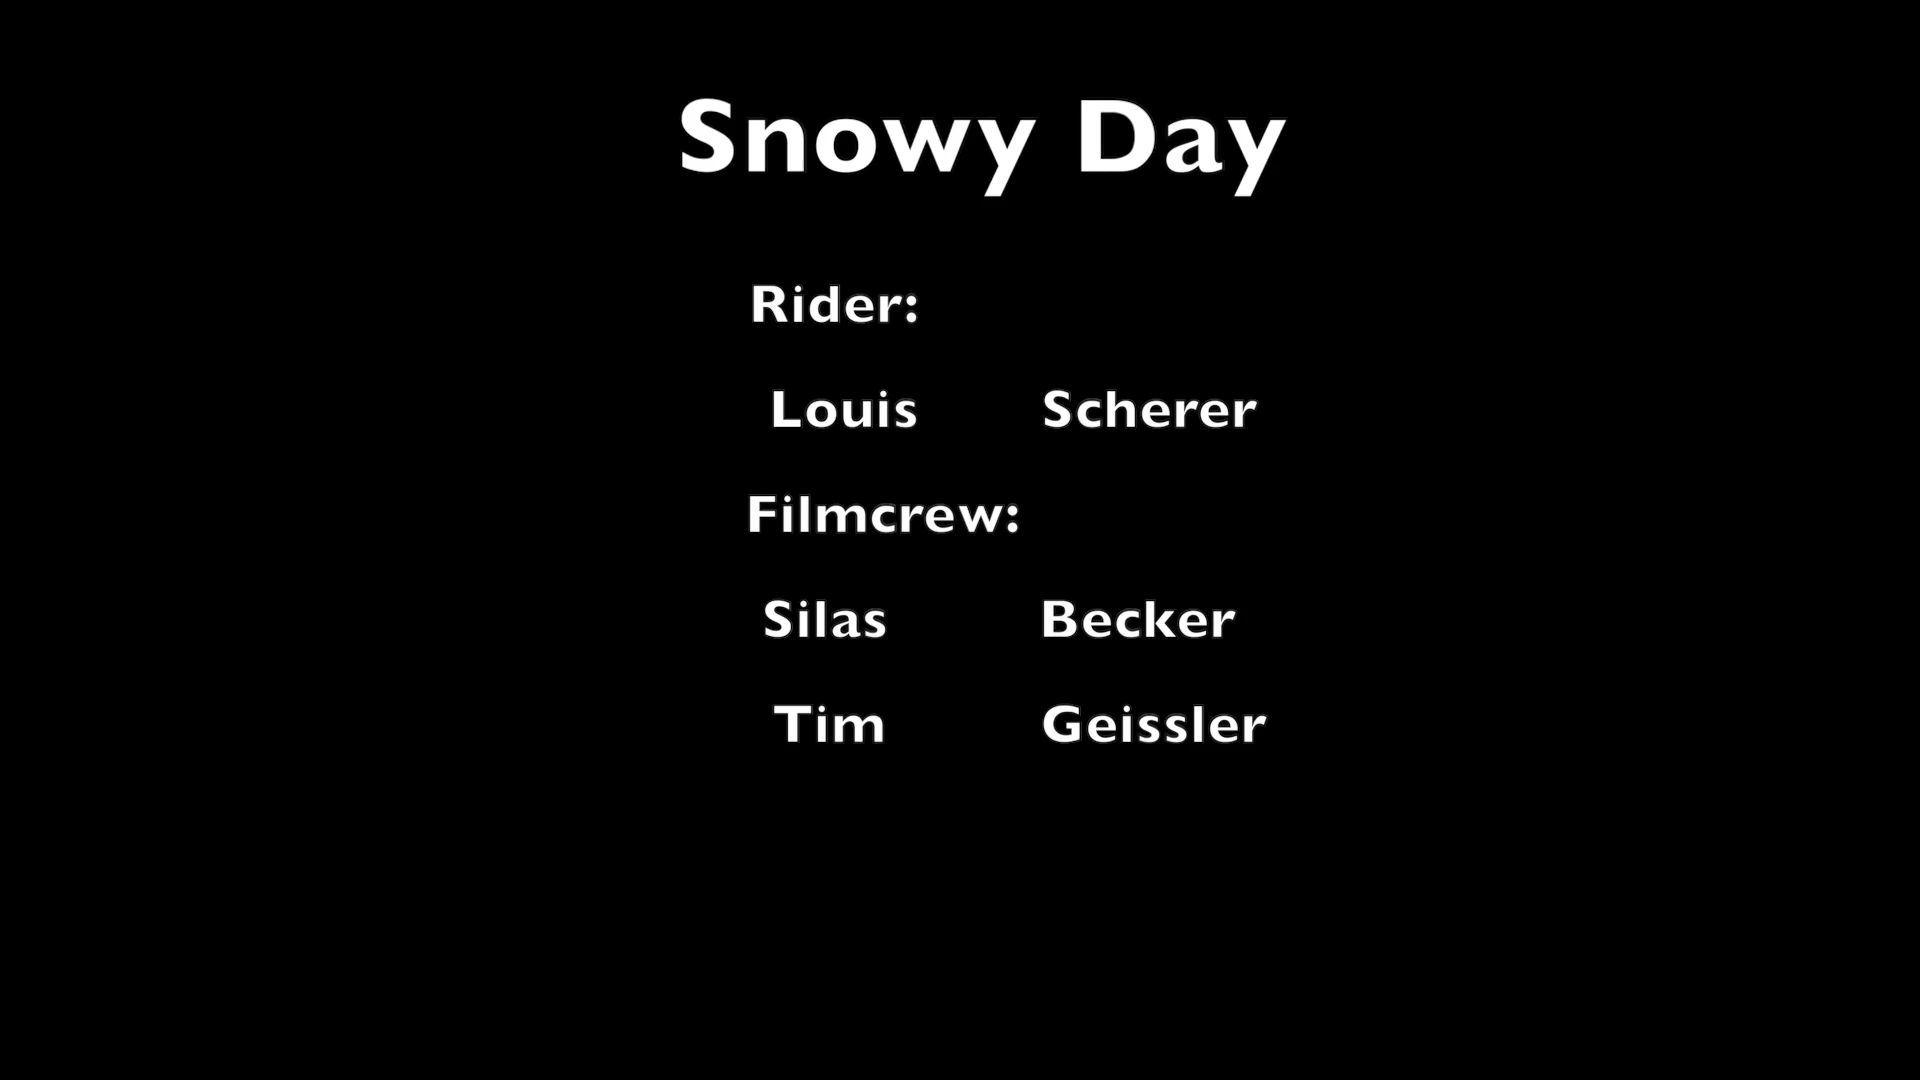 Snowy Day
Rider:
Louis Scherer
Filmcrew:
Silas Becker
Tim Geissler